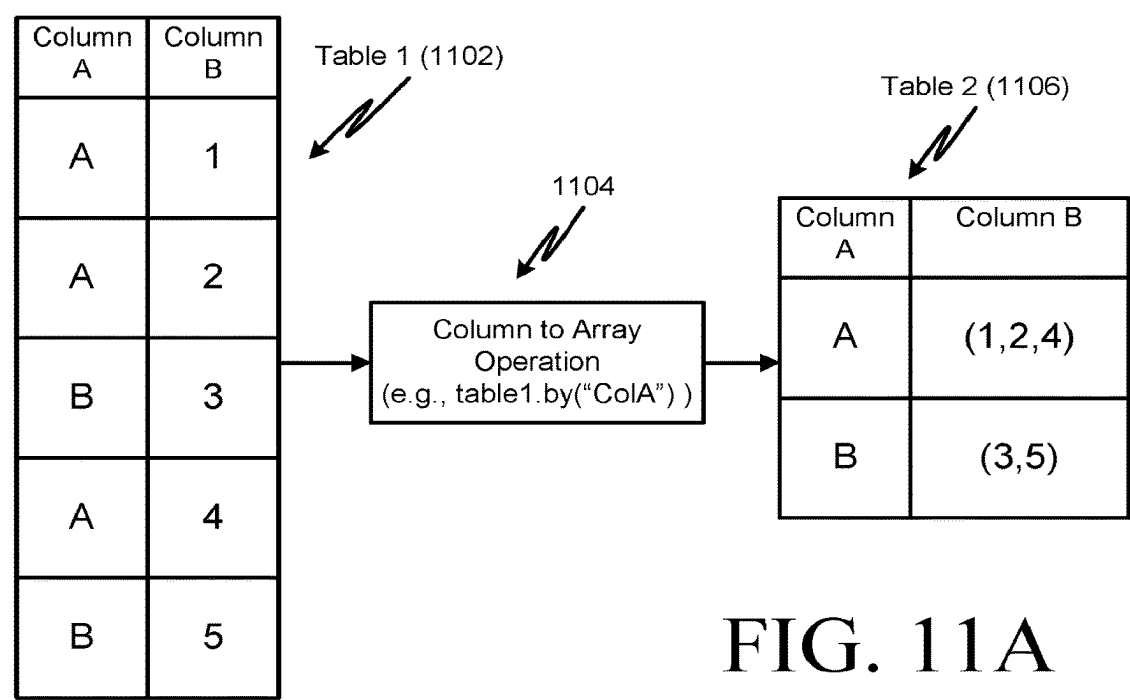 Column A Column B
A 1
A 2
B 3
A 4
B 5
Table 1 (1102)
1104
Column to Array
Operation
(e.g., table1.by(“ColA”) )
Table 2 (1106)
Column A Column B
A (1,2,4)
B (3,5)
FIG. 11A